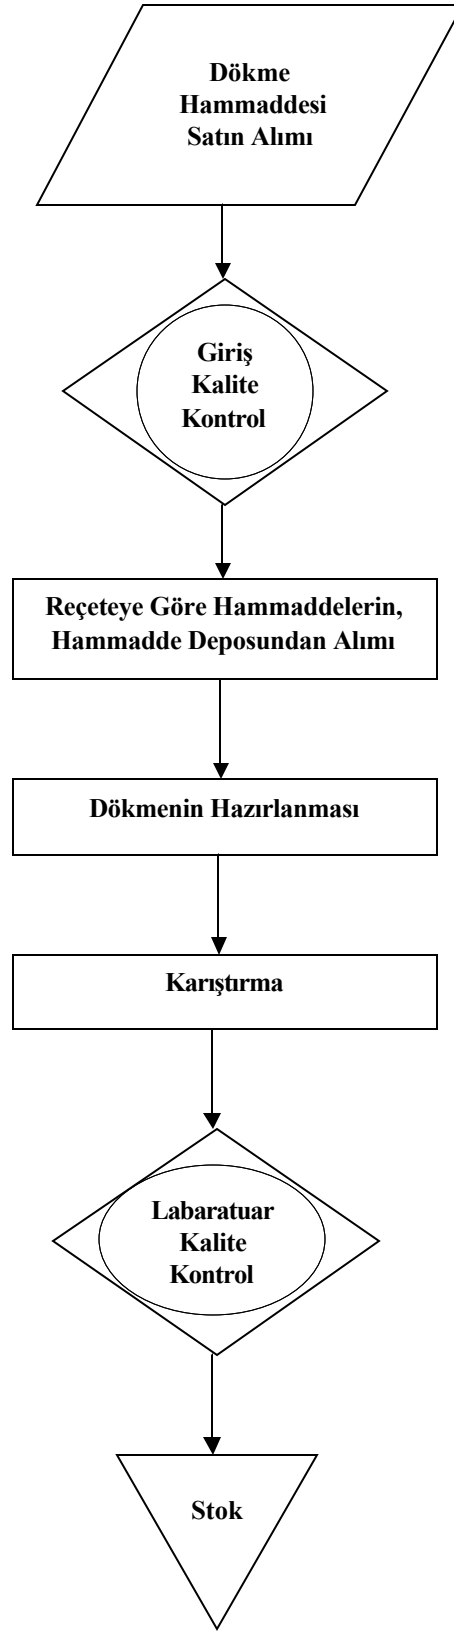 Dökme
Hammaddesi
Satın Alımı
Giriş
Kalite
Kontrol
Reçeteye Göre Hammaddelerin,
Hammadde Deposundan Alımı
Dökmenin Hazırlanması
Karıştırma
Labaratuar
Kalite
Kontrol
Stok